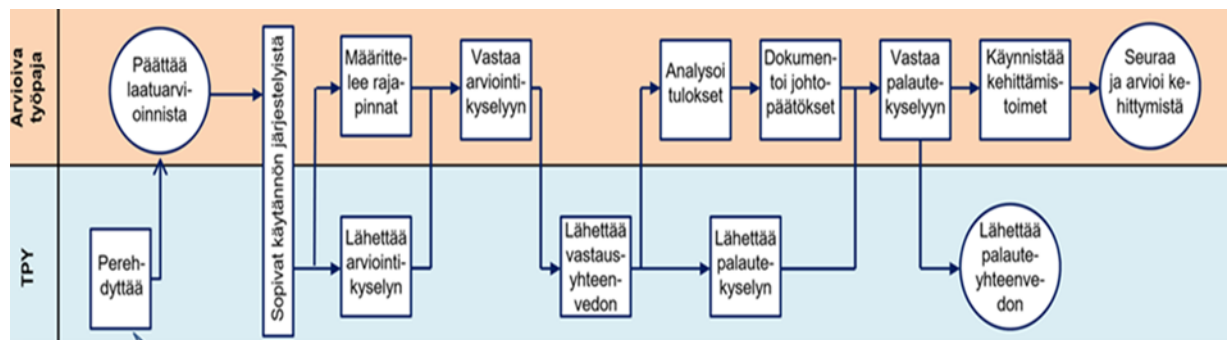 Arvioiva
työpaja
Päättää
laatuarvi-
oinnista
Sopivat käytännön järjestelyistä
Määritte-
lee raja-
pinnat
Vastaa
arviointi-
kyselyyn
Analysoi
tulokset
Dokumen-
toi johto-
päätökset
Vastaa
palaute-
kyselyyn
Käynnistää
kehittämis-
toimet
Seuraa
ja arvioi ke-
hittymistä
TPY
Pereh-
dyttää
Lähettää
arviointi-
kyselyn
Lähettää
vastaus-
yhteen-
vedon
Lähettää
palaute-
kyselyn
Lähettää
palaute-
yhteenve-
don